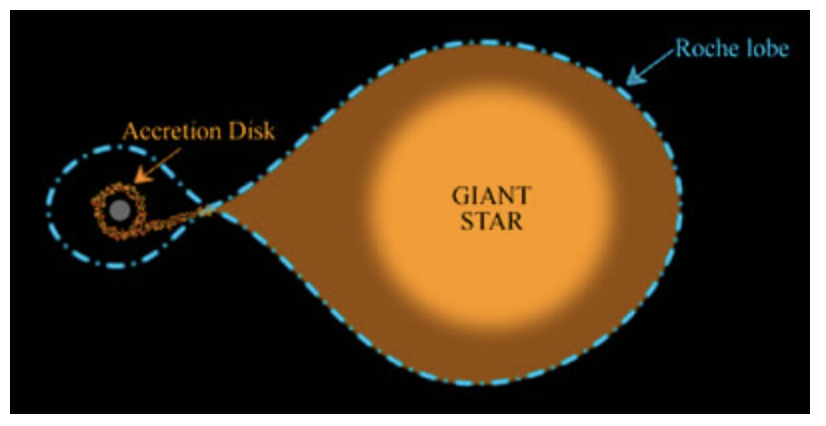 Roche lobe
Accretion Disk
GIANT
STAR